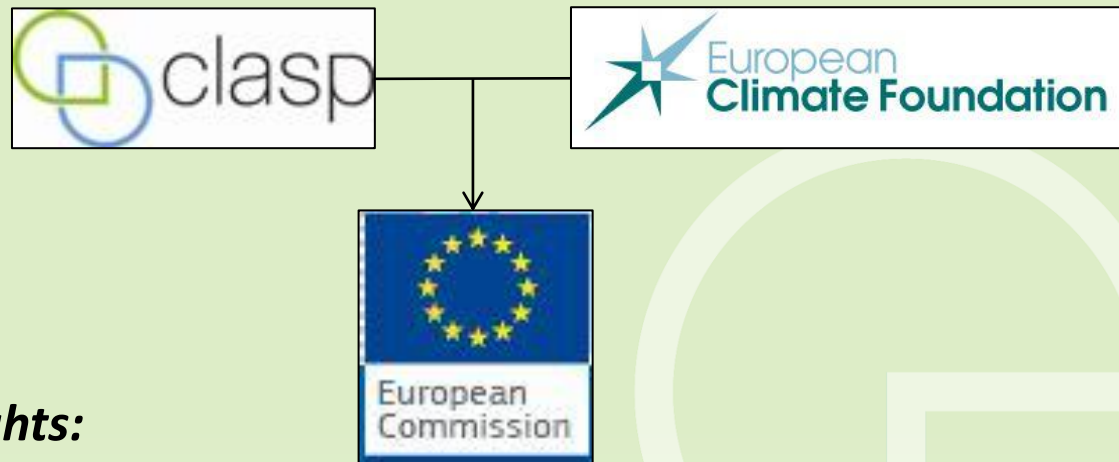 clasp
European
Climate Foundation
European
Commission
hts: